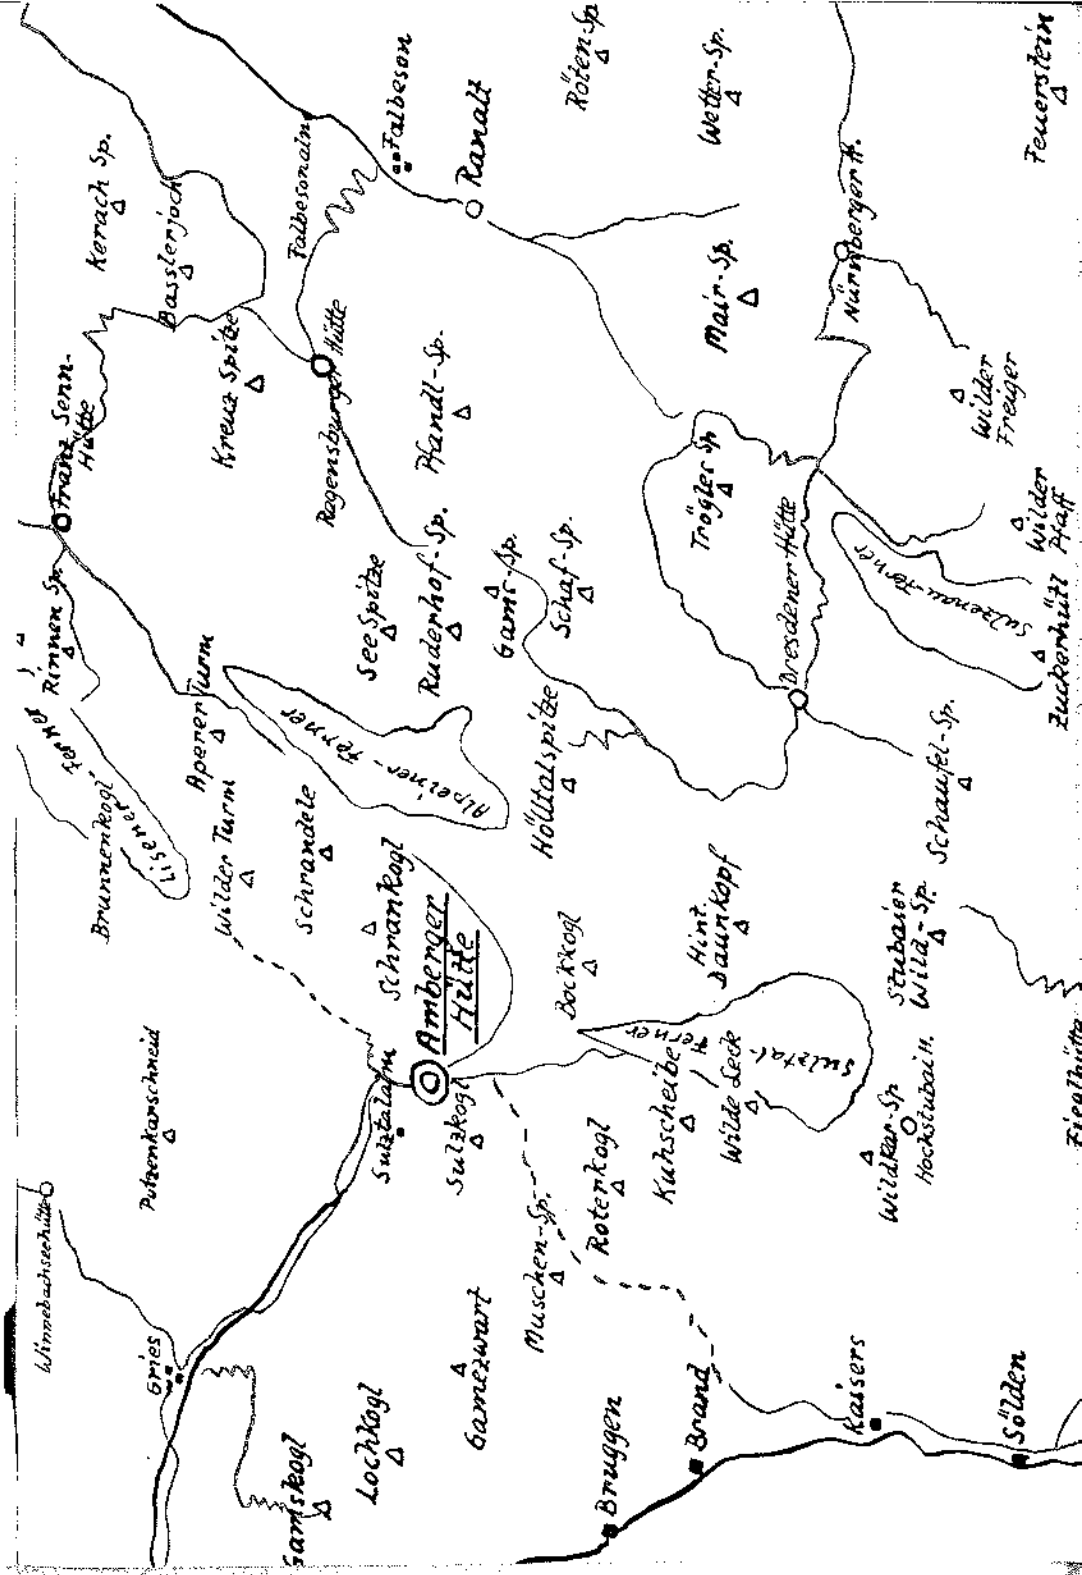 Winnebachseehütte
Rinnen Sp.
Franz Senn-
Hütte
Lisener
Ferner
Brunnenkogl
Kerach Sp.
Gries
Putzenkarschneid
Basslerjoch
Aperer Turm
Wilder Turm
Kreuz Spitze
Gamskogl
Schrandele
Falbesonalm
Regensburger Hütte
Lochkogl
Sulztalalm
Schrankogl
See Spitze
Falbeson
Amberger
Hütte
Alpeiner-Ferner
Ruderhof-Sp.
Pfandl-Sp.
Ranalt
Gamezwart
Sulzkogl
Gams-Sp.
Muschen-Sp.
Hölltalspitze
Schaf-Sp.
Röten-Sp
Bruggen
Rotenkogl
Bockkogl
Kuhscheibe
Brand
Wilde Leck
Hint.
Daunkopf
Trögler Sp
Mair-Sp.
Wetter-Sp.
Sulztal-
Ferner
Dresdener Hütte
Kaisers
Wildkar-Sp
Hochstubai H.
Stubaier
Wild-Sp.
Schaufel-Sp.
Sulzenau-Ferner
Nürnberger H.
Wilder
Freiger
Sölden
Zuckerhütl
Wilder
Pfaff
Feuerstein